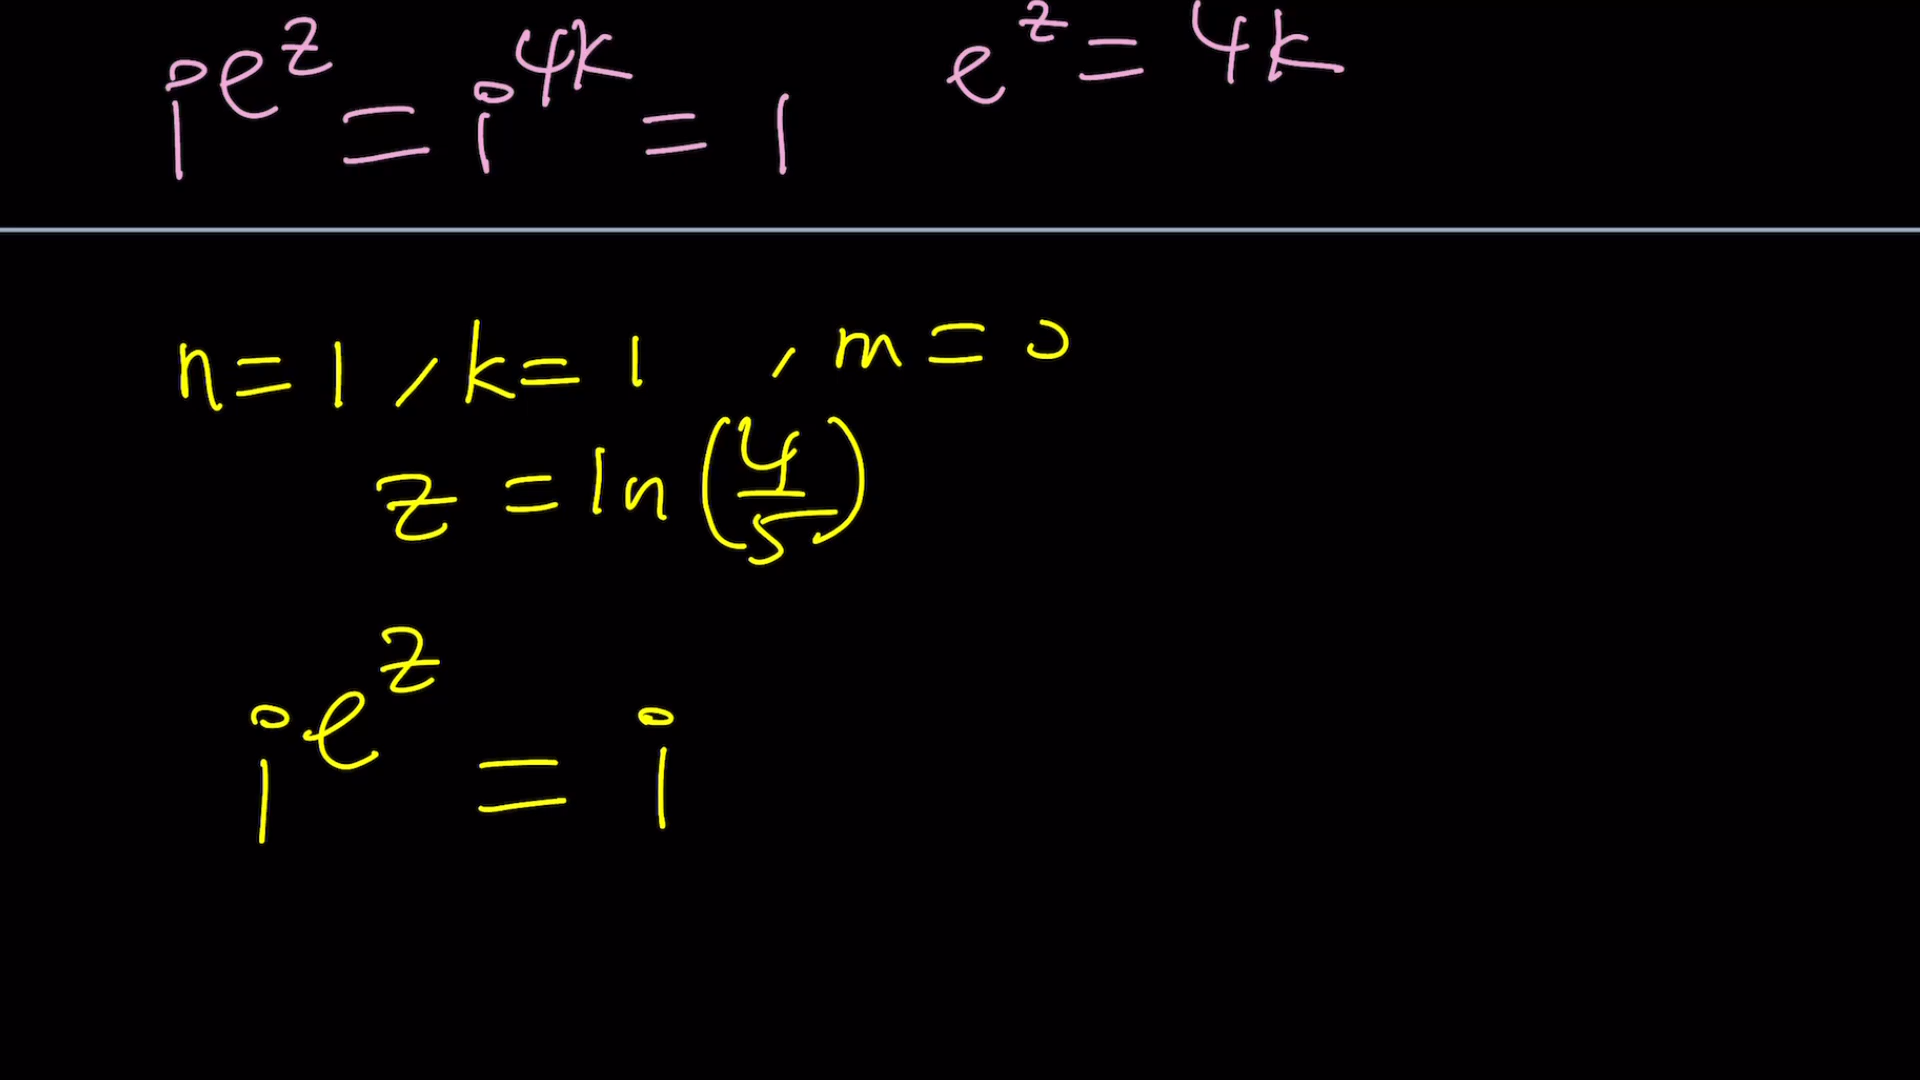 i^{e^z} = i^{4k} = 1    e^z = 4k
n = 1, k = 1, m = 0
z = ln(4/5)
i^{e^z} = i